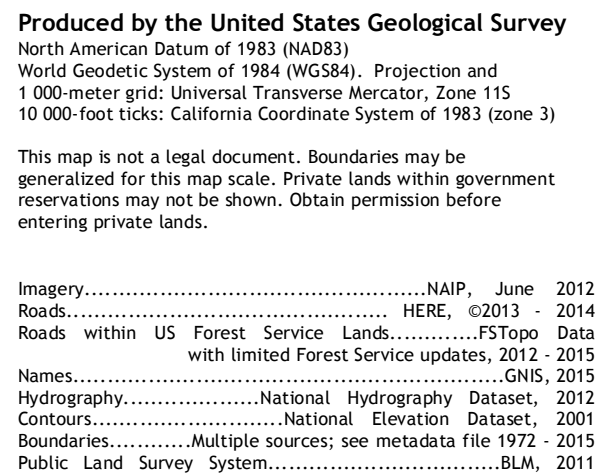 Produced by the United States Geological Survey
North American Datum of 1983 (NAD83)
World Geodetic System of 1984 (WGS84). Projection and
1 000-meter grid: Universal Transverse Mercator, Zone 11S
10 000-foot ticks: California Coordinate System of 1983 (zone 3)
This map is not a legal document. Boundaries may be
generalized for this map scale. Private lands within government
reservations may not be shown. Obtain permission before
entering private lands.
Imagery..............................................NAIP, June 2012
Roads........................................... HERE, ©2013 - 2014
Roads within US Forest Service Lands............FSTopo Data
with limited Forest Service updates, 2012 - 2015
Names..........................................................GNIS, 2015
Hydrography...................National Hydrography Dataset, 2012
Contours..........................National Elevation Dataset, 2001
Boundaries...........Multiple sources; see metadata file 1972 - 2015
Public Land Survey System...............................BLM, 2011